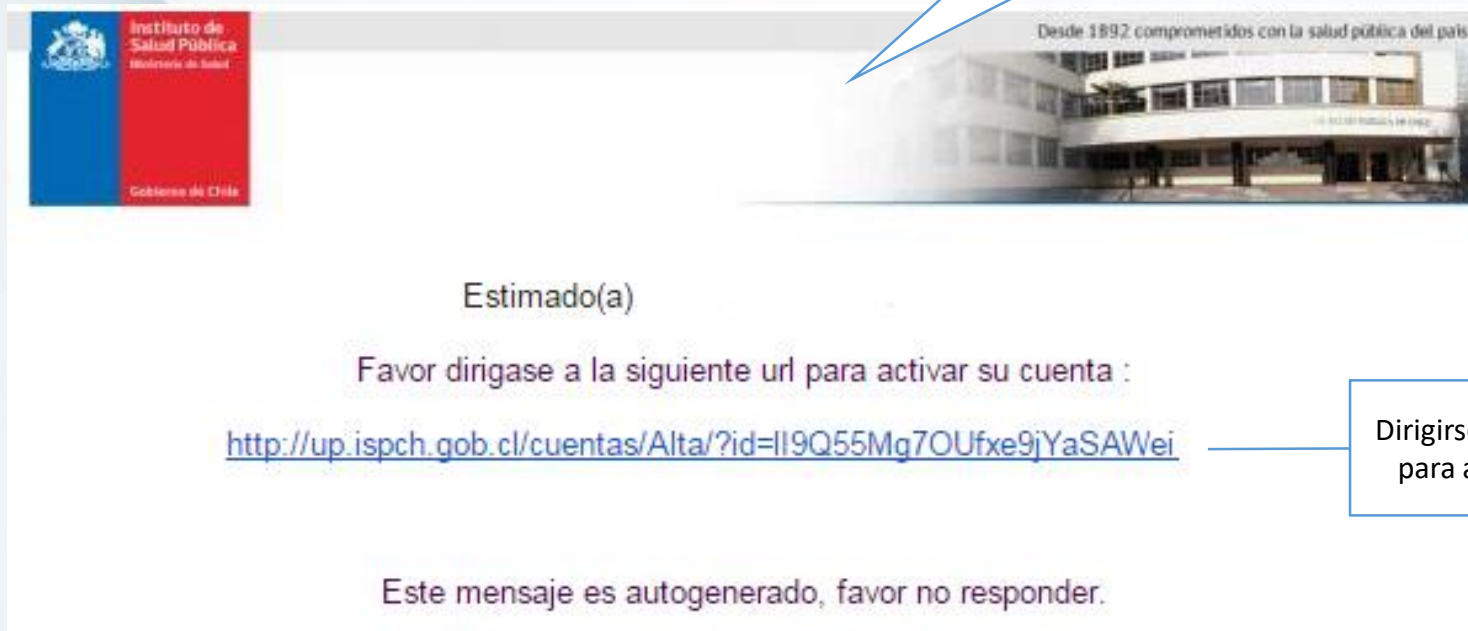 Instituto de
Salud Pública
Ministerio de Salud
Gobierno de Chile
Desde 1892 comprometidos con la salud pública del país
Estimado(a)
Favor dirigase a la siguiente url para activar su cuenta :
http://up.ispch.gob.cl/cuentas/Alta/?id=II9Q55Mg7OUfxe9jYaSAWei
Dirigirs
para a
Este mensaje es autogenerado, favor no responder.